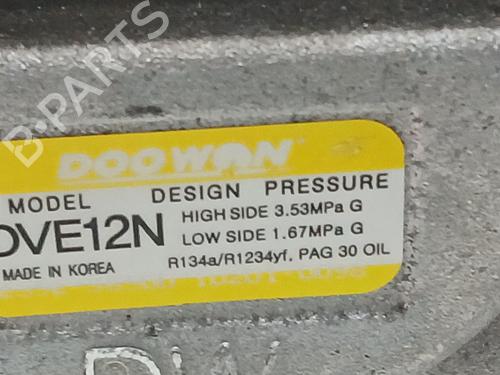 B-PARTS
DOOWON
MODEL DESIGN PRESSURE
DVE12N HIGH SIDE 3.53MPa G
LOW SIDE 1.67MPa G
MADE IN KOREA R134a/R1234yf, PAG 30 OIL